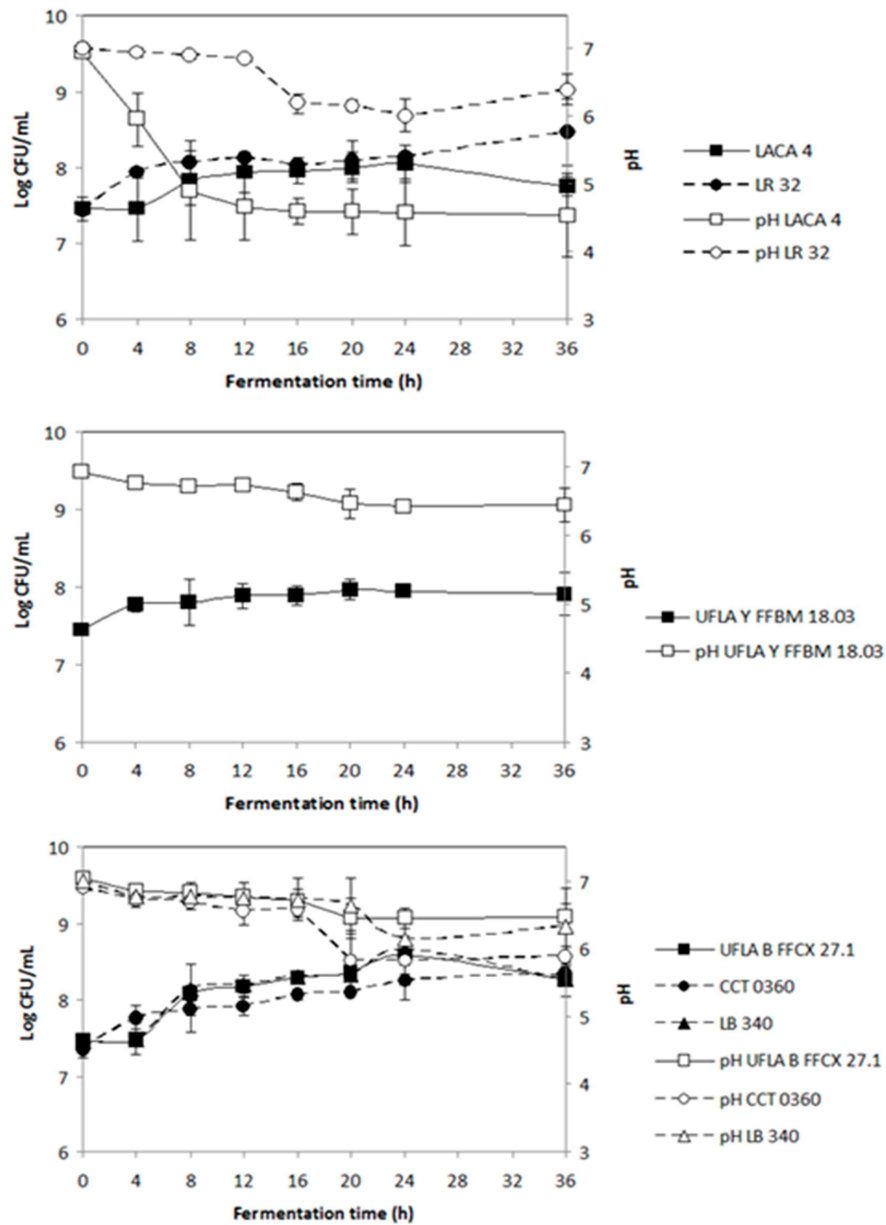 10
9
8
7
6
Log CFU/mL
7
6
5
4
3
pH
0 4 8 12 16 20 24 28 32 36
Fermentation time (h)
LACA 4
LR 32
pH LACA 4
pH LR 32
10
9
8
7
6
Log CFU/mL
7
6
5
4
3
pH
0 4 8 12 16 20 24 28 32 36
Fermentation time (h)
UFLA Y FFBM 18.03
pH UFLA Y FFBM 18.03
10
9
8
7
6
Log CFU/mL
7
6
5
4
3
pH
0 4 8 12 16 20 24 28 32 36
Fermentation time (h)
UFLA B FFCX 27.1
CCT 0360
LB 340
pH UFLA B FFCX 27.1
pH CCT 0360
pH LB 340